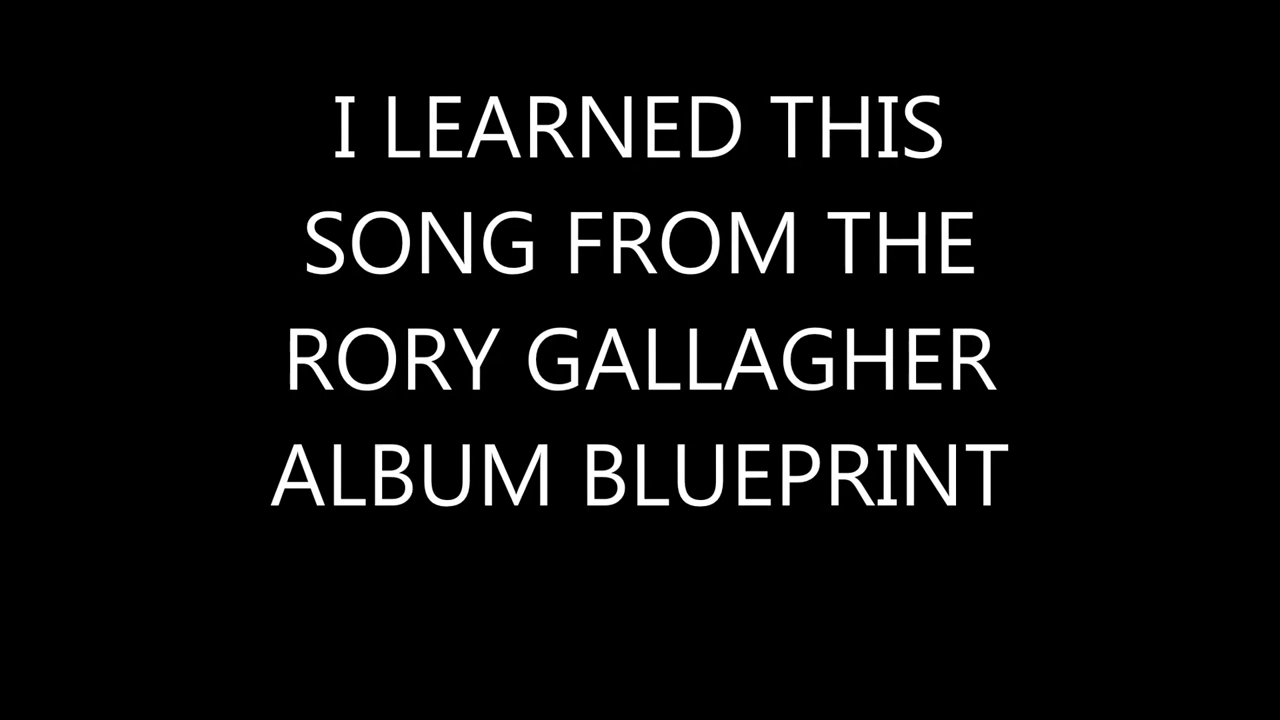 I LEARNED THIS
SONG FROM THE
RORY GALLAGHER
ALBUM BLUEPRINT